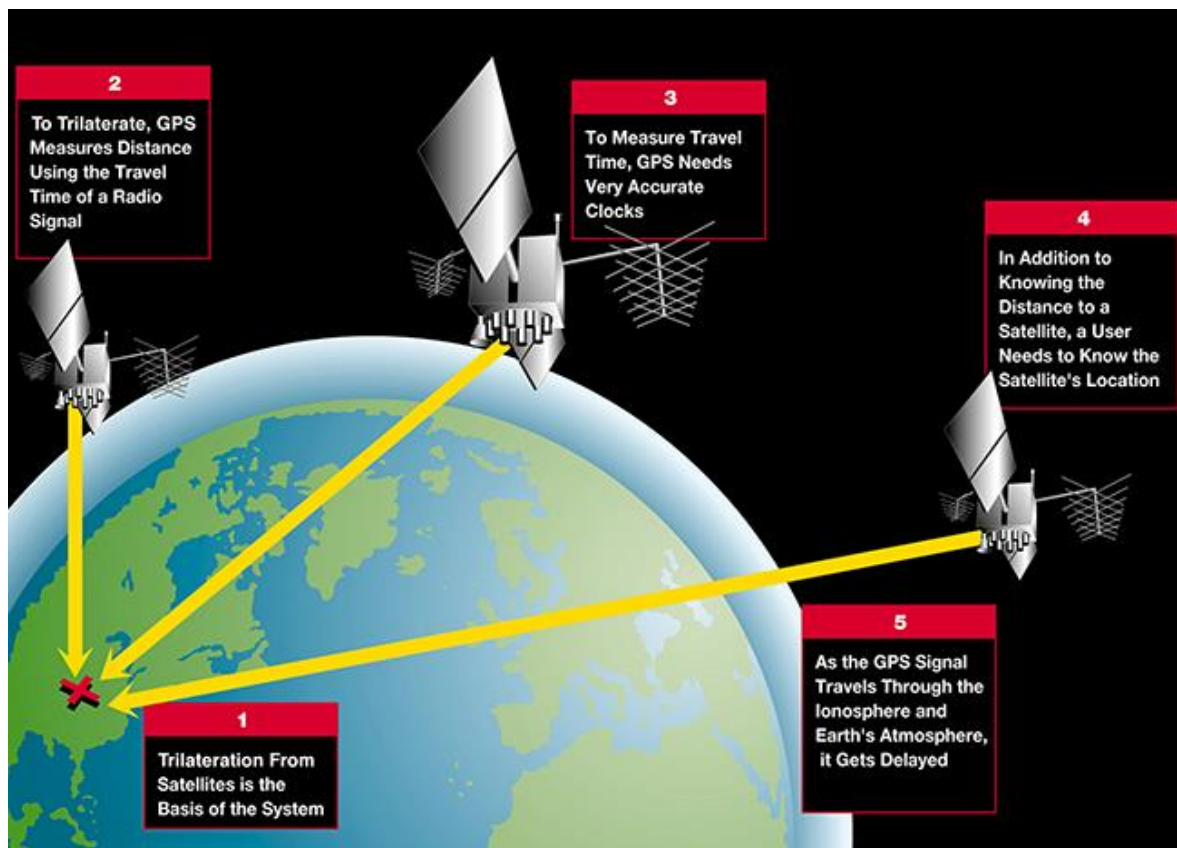 1
Trilateration From
Satellites is the
Basis of the System
2
To Trilaterate, GPS
Measures Distance
Using the Travel
Time of a Radio
Signal
3
To Measure Travel
Time, GPS Needs
Very Accurate
Clocks
4
In Addition to
Knowing the
Distance to a
Satellite, a User
Needs to Know the
Satellite's Location
5
As the GPS Signal
Travels Through the
Ionosphere and
Earth's Atmosphere,
it Gets Delayed